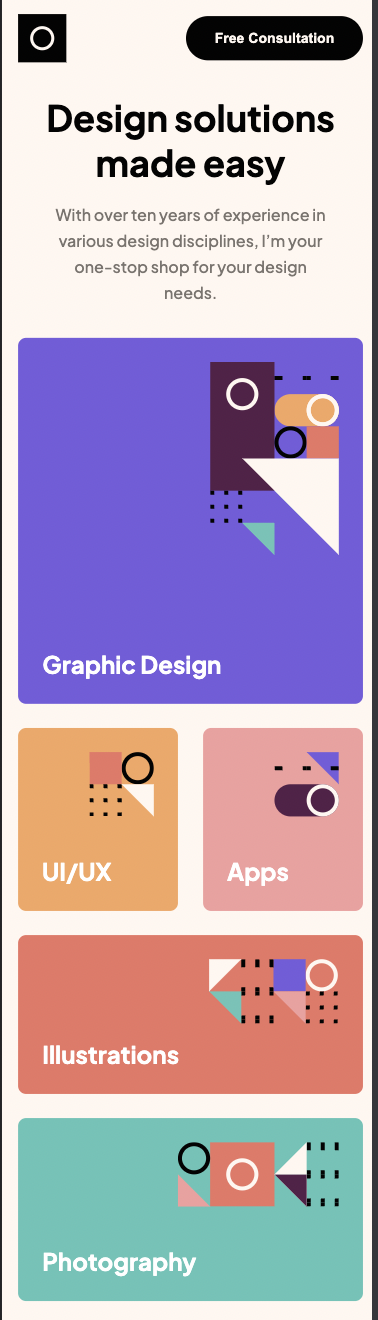 Free Consultation
Design solutions
made easy
With over ten years of experience in
various design disciplines, I’m your
one-stop shop for your design
needs.
Graphic Design
UI/UX
Apps
Illustrations
Photography